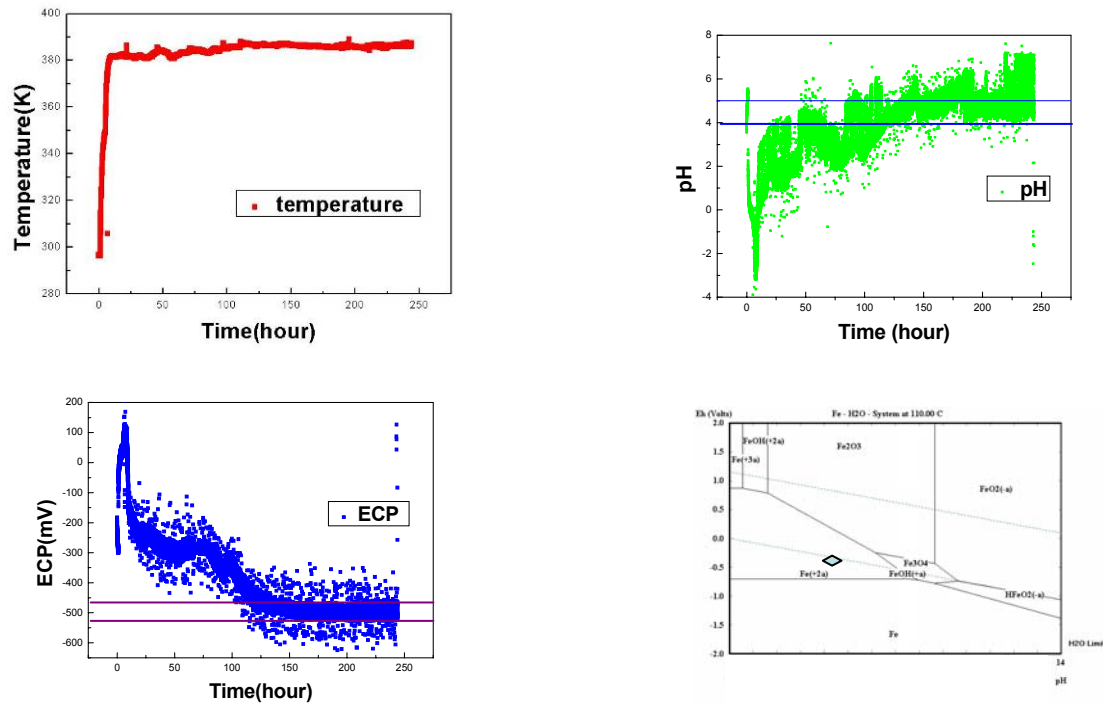 400
380
360
340
320
300
280
Temperature(K)
temperature
0 50 100 150 200 250
Time(hour)
8
6
4
2
0
-2
-4
pH
pH
0 50 100 150 200 250
Time (hour)
200
100
0
-100
-200
-300
-400
-500
-600
ECP(mV)
ECP
0 50 100 150 200 250
Time(hour)
Eh (Volts) Fe - H2O - System at 110.00 C
2.0
1.5
1.0
0.5
0.0
-0.5
-1.0
-1.5
-2.0
FeOH(+2a)
Fe(+3a)
Fe2O3
FeO2(-a)
Fe3O4
Fe(+2a)
FeOH(+a)
HFeO2(-a)
Fe
H2O Limit
14
pH